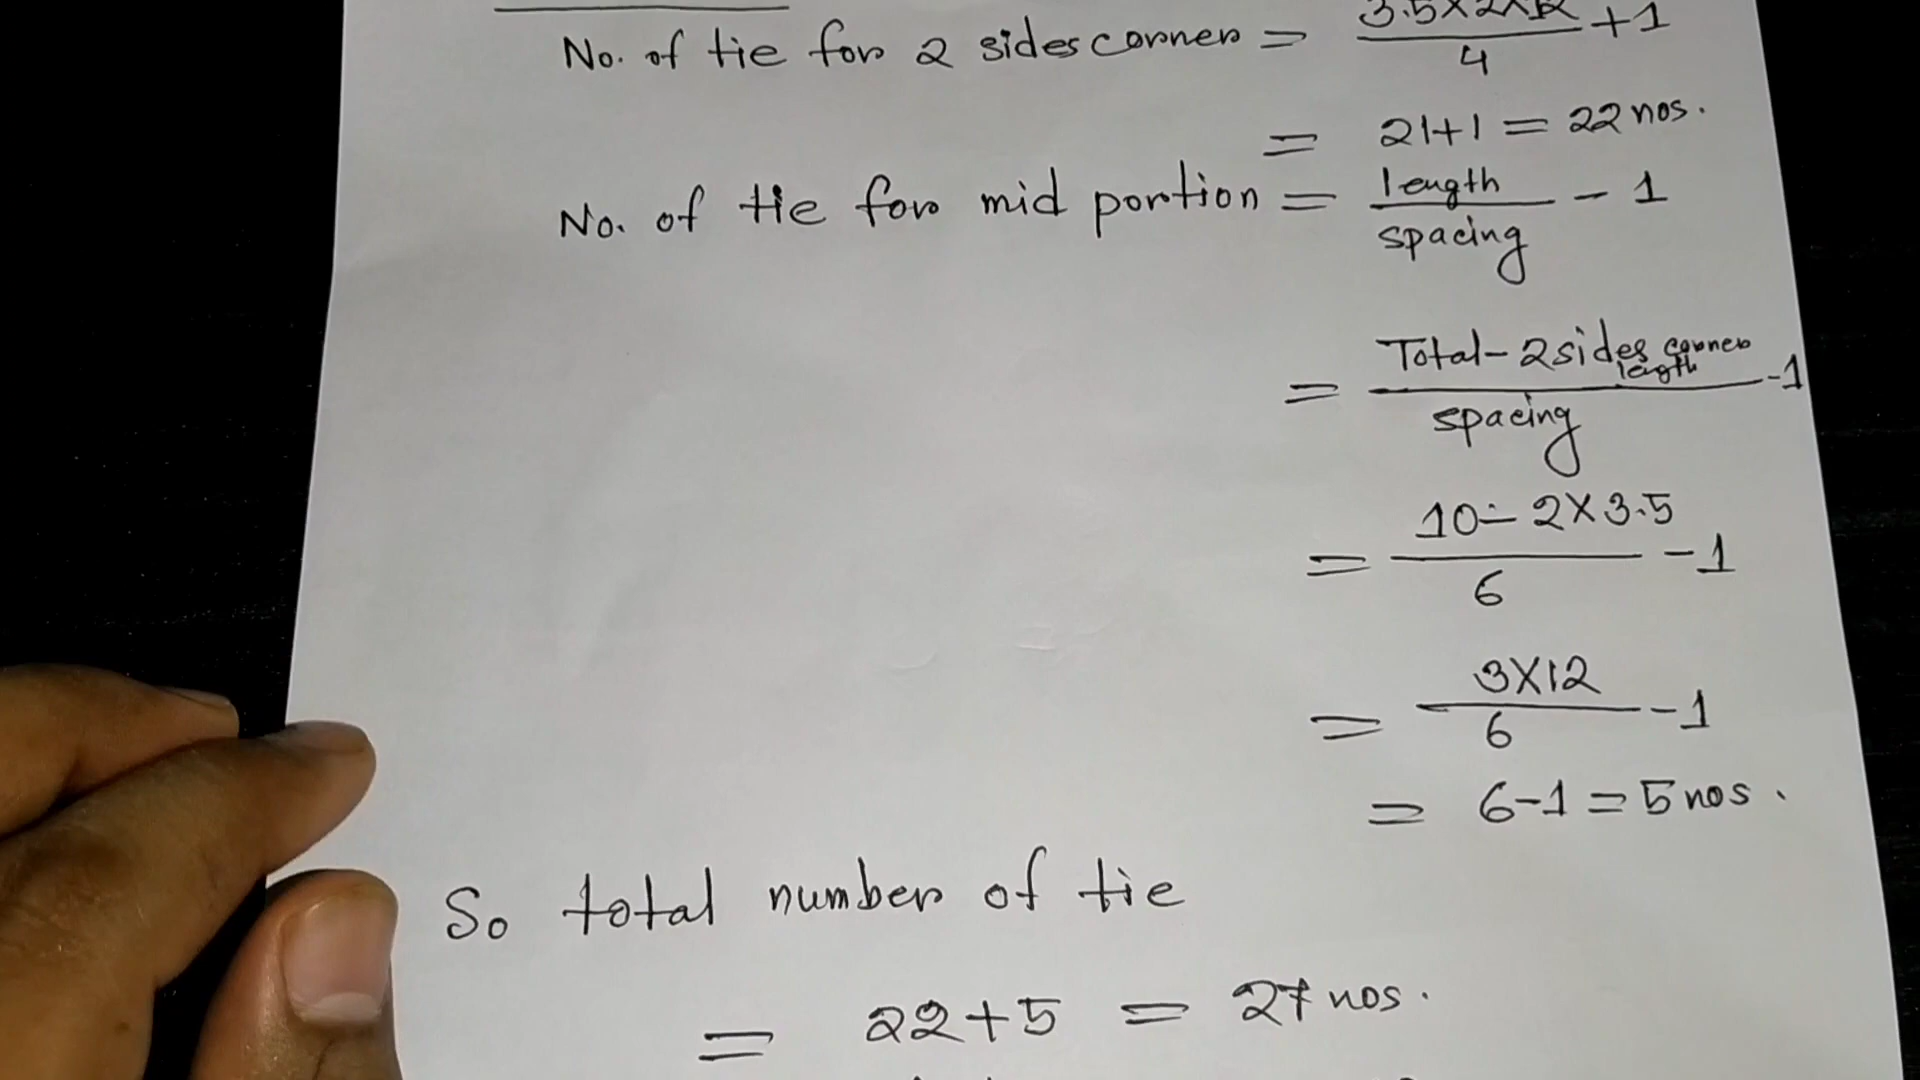 No. of tie for 2 sides corner = 3.5×2×12 / 4 + 1
= 21+1 = 22 nos.
No. of tie for mid portion = length / spacing - 1
= Total - 2 sides corner length / spacing - 1
= 10 - 2×3.5 / 6 - 1
= 3×12 / 6 - 1
= 6-1 = 5 nos.
So total number of tie
= 22+5 = 27 nos.